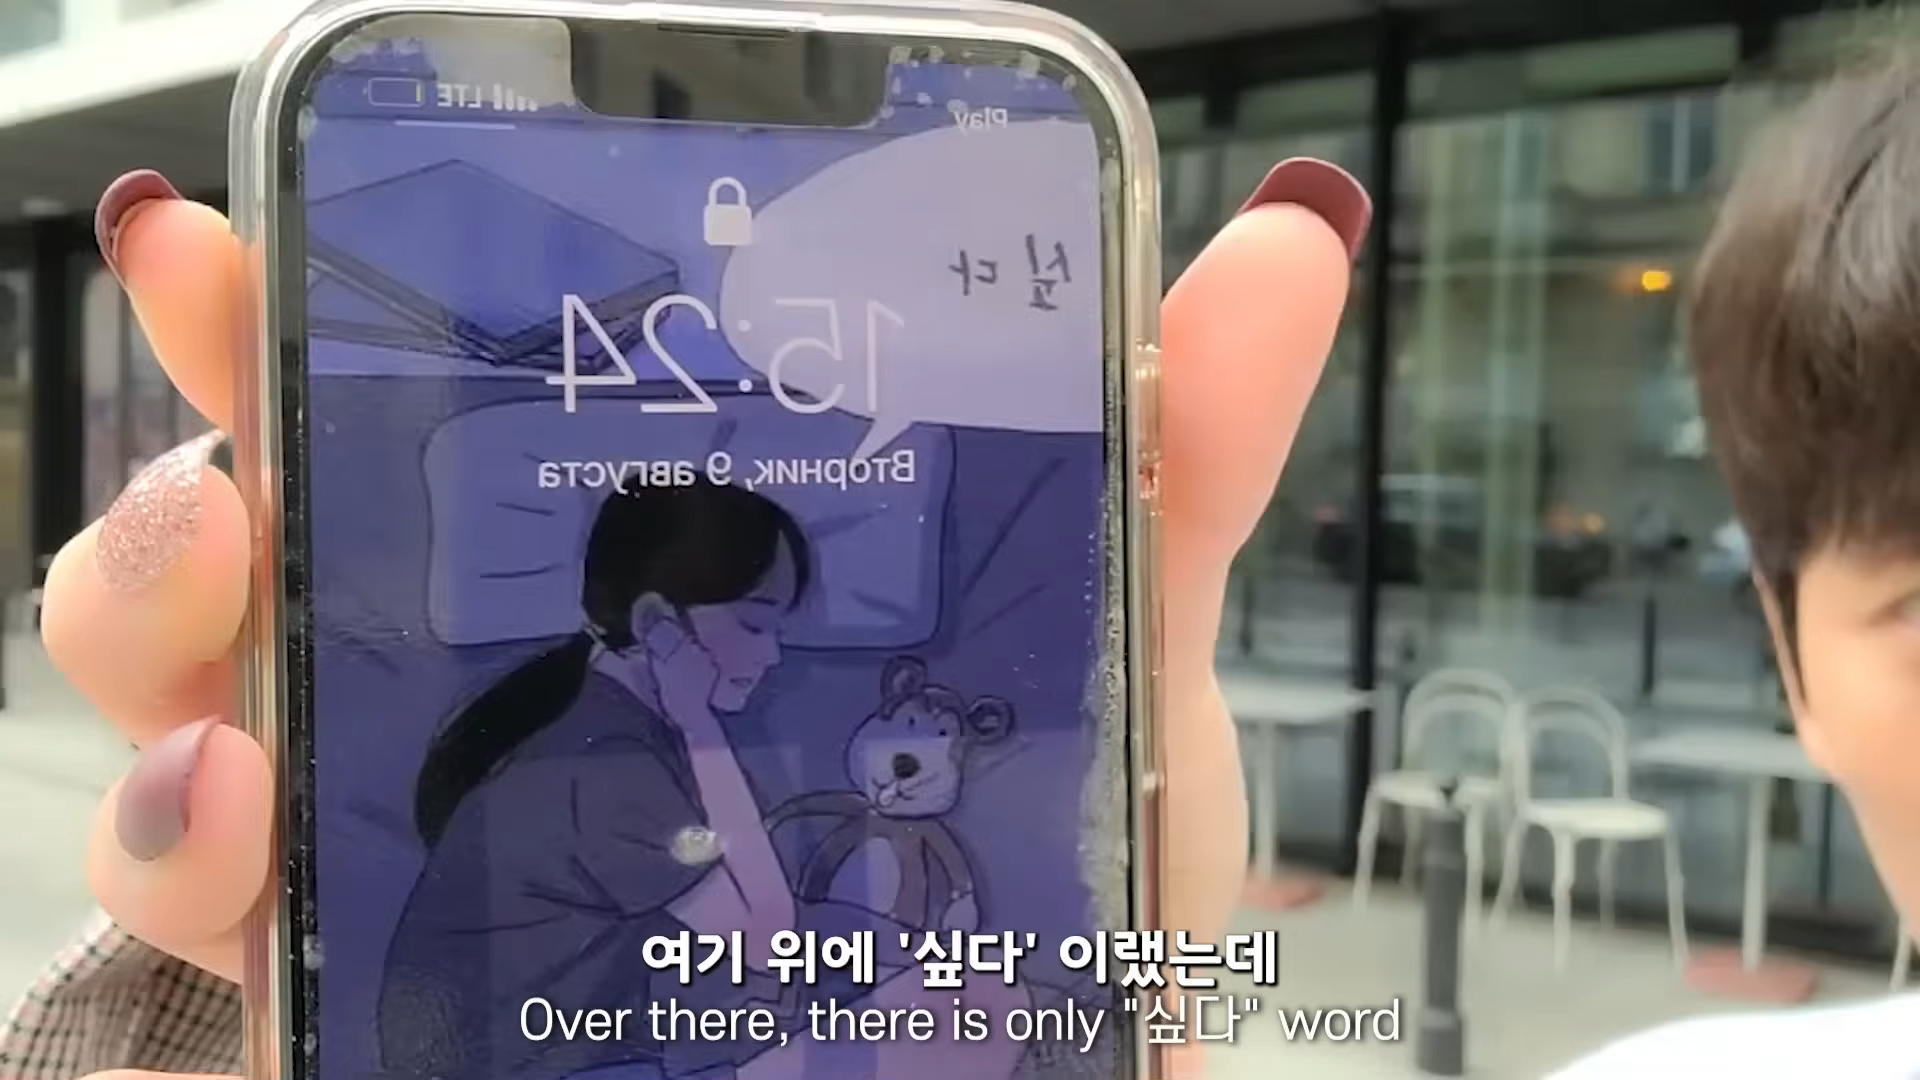 LTE
Play
싶다
15:24
Вторник, 9 августа
여기 위에 '싶다' 이랬는데
Over there, there is only "싶다" word